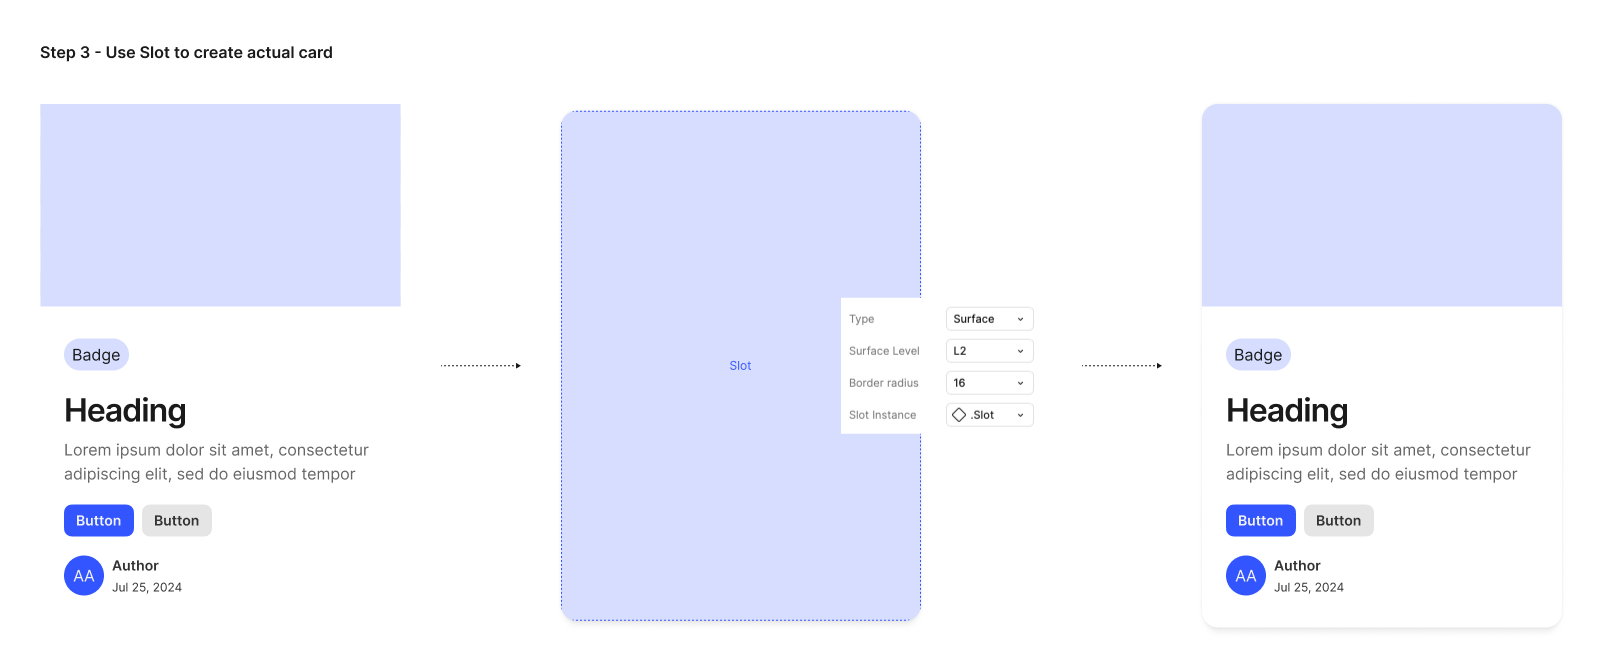 Step 3 - Use Slot to create actual card
Badge
Heading
Lorem ipsum dolor sit amet, consectetur
adipiscing elit, sed do eiusmod tempor
Button Button
AA
Author
Jul 25, 2024
Slot
Type Surface
Surface Level L2
Border radius 16
Slot Instance .Slot
Badge
Heading
Lorem ipsum dolor sit amet, consectetur
adipiscing elit, sed do eiusmod tempor
Button Button
AA
Author
Jul 25, 2024